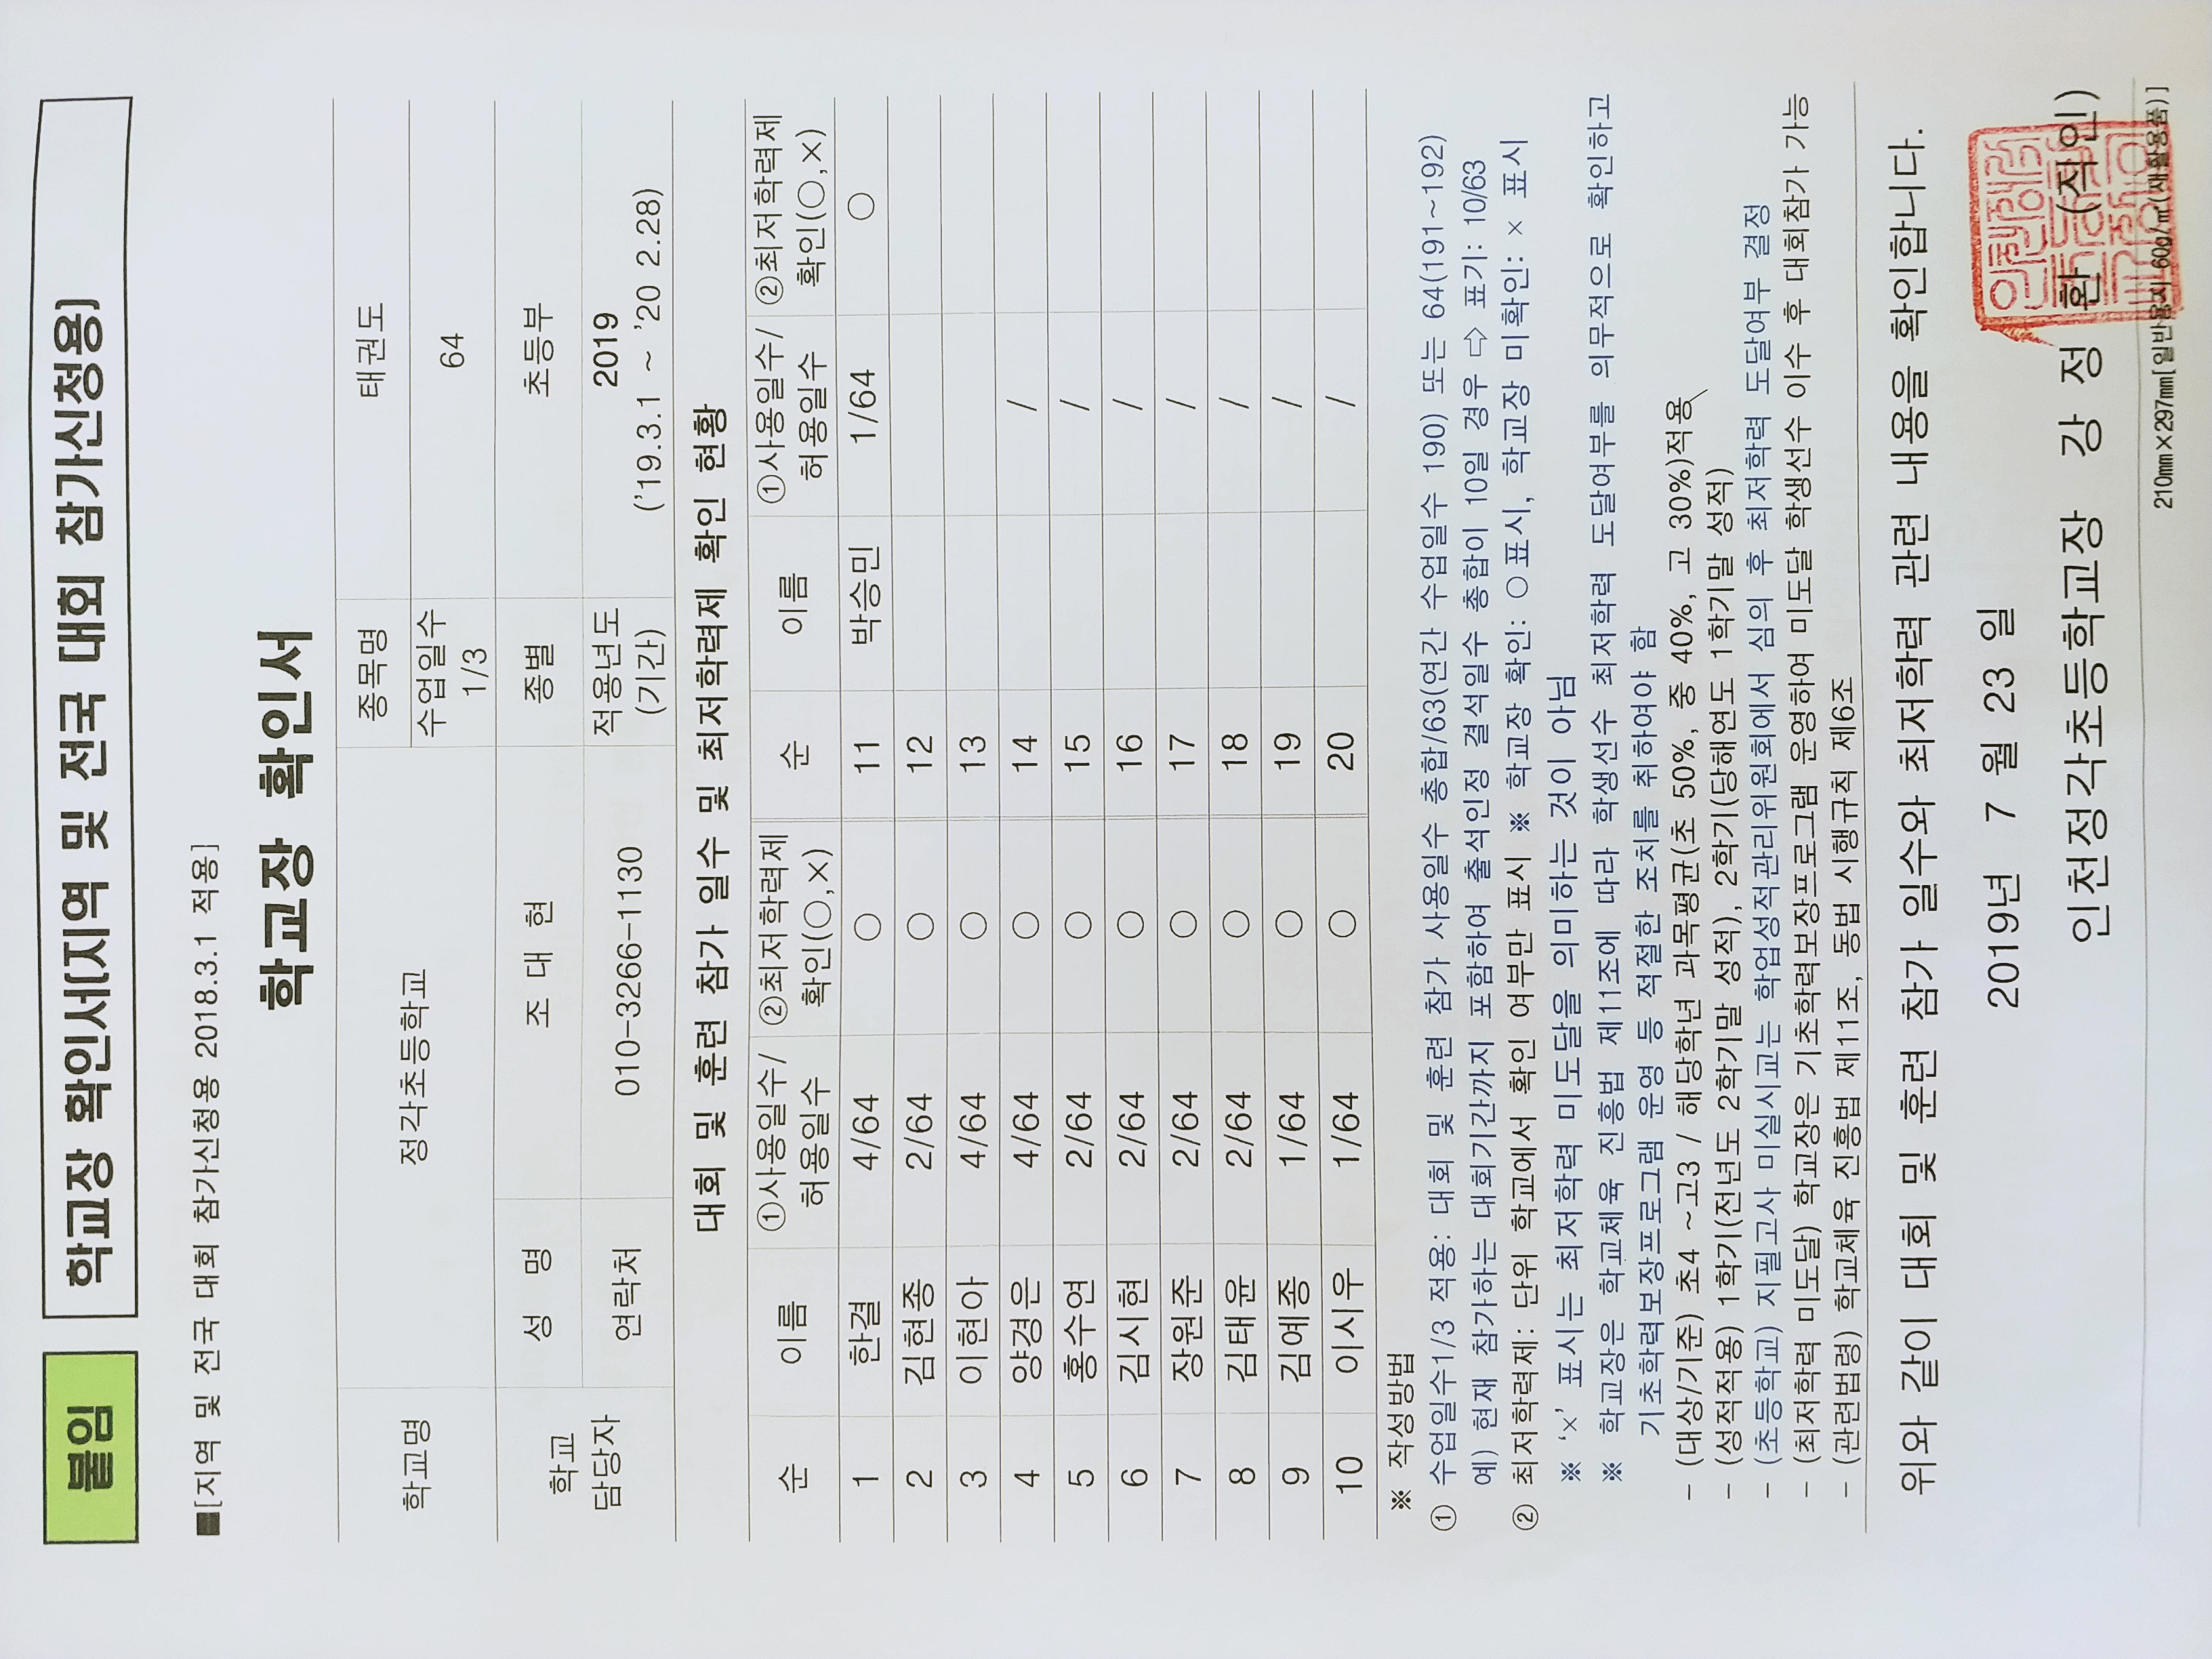 붙임 학교장 확인서(지역 및 전국 대회 참가신청용)
■[지역 및 전국 대회 참가신청용 2018.3.1 적용]
학교장 확인서
학교명 정각초등학교 종목명 태권도
수업일수 1/3 64
학교 담당자 성 명 조 대 현 종별 초등부
연락처 010-3266-1130 적용년도 (기간) 2019
('19.3.1 ~ '20 2.28)
대회 및 훈련 참가 일수 및 최저학력제 확인 현황
순 이름 ①사용일수/허용일수 ②최저학력제 확인(○,×) 순 이름 ①사용일수/허용일수 ②최저학력제 확인(○,×)
1 한결 4/64 ○ 11 박승민 1/64 ○
2 김현종 2/64 ○ 12
3 이현아 4/64 ○ 13
4 양경은 4/64 ○ 14 /
5 홍수연 2/64 ○ 15 /
6 김시현 2/64 ○ 16 /
7 장원준 2/64 ○ 17 /
8 김태윤 2/64 ○ 18 /
9 김예종 1/64 ○ 19 /
10 이시우 1/64 ○ 20 /
※ 작성방법
① 수업일수1/3 적용: 대회 및 훈련 참가 사용일수 총합/63(연간 수업일수 190) 또는 64(191~192)
예) 현재 참가하는 대회기간까지 포함하여 출석인정 결석일수 총합이 10일 경우 ⇨ 표기: 10/63
② 최저학력제: 단위 학교에서 확인 여부만 표시 ※ 학교장 확인: ○ 표시, 학교장 미확인: × 표시
※ '×' 표시는 최저학력 미도달을 의미하는 것이 아님
※ 학교장은 학교체육 진흥법 제11조에 따라 학생선수 최저학력 도달여부를 의무적으로 확인하고
기초학력보장프로그램 운영 등 적절한 조치를 취하여야 함
- (대상/기준) 초4 ~고3 / 해당학년 과목평균(초 50%, 중 40%, 고 30%)적용
- (성적적용) 1학기(전년도 2학기말 성적), 2학기(당해연도 1학기말 성적)
- (초등학교) 지필고사 미실시교는 학업성적관리위원회에서 심의 후 최저학력 도달여부 결정
- (최저학력 미도달) 학교장은 기초학력보장프로그램 운영하여 미도달 학생선수 이수 후 대회참가 가능
- (관련법령) 학교체육 진흥법 제11조, 동법 시행규칙 제6조
위와 같이 대회 및 훈련 참가 일수와 최저학력 관련 내용을 확인합니다.
2019년 7 월 23 일
인천정각초등학교장 강 정 환 (직인)
210㎜×297㎜[일반용지 60g/㎡(재활용품)]